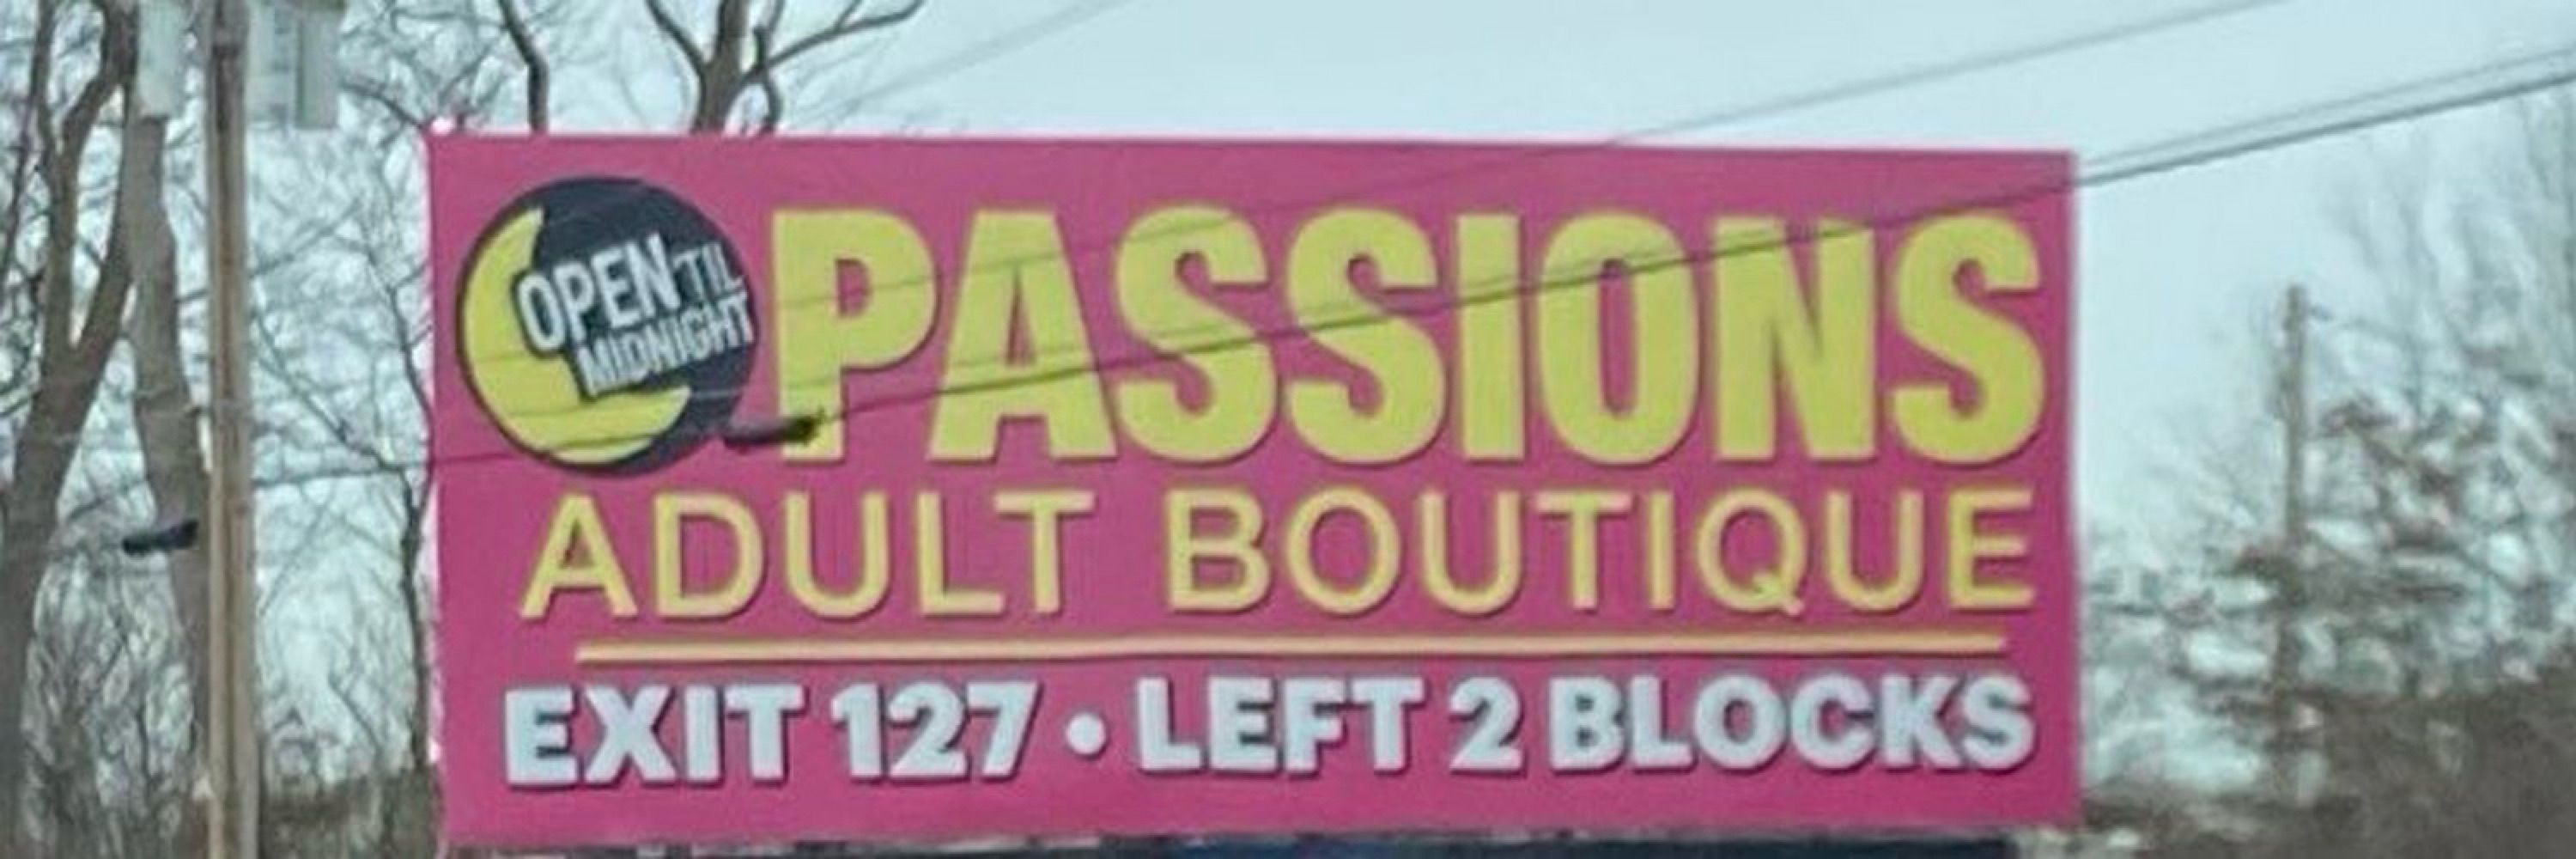 OPEN 'TIL
MIDNIGHT
PASSIONS
ADULT BOUTIQUE
EXIT 127 • LEFT 2 BLOCKS